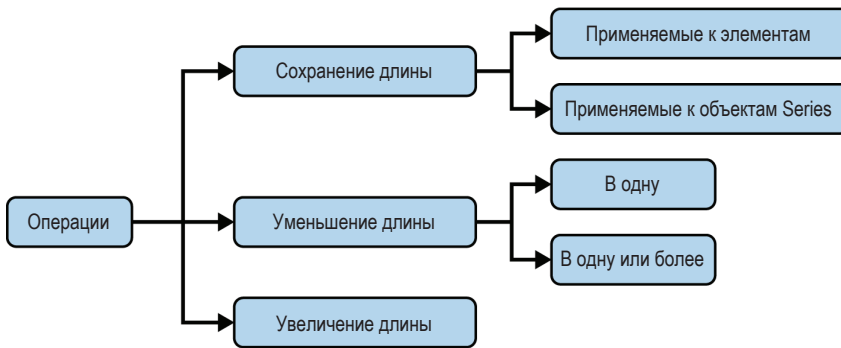 Применяемые к элементам
Сохранение длины
Применяемые к объектам Series
В одну
Операции
Уменьшение длины
В одну или более
Увеличение длины